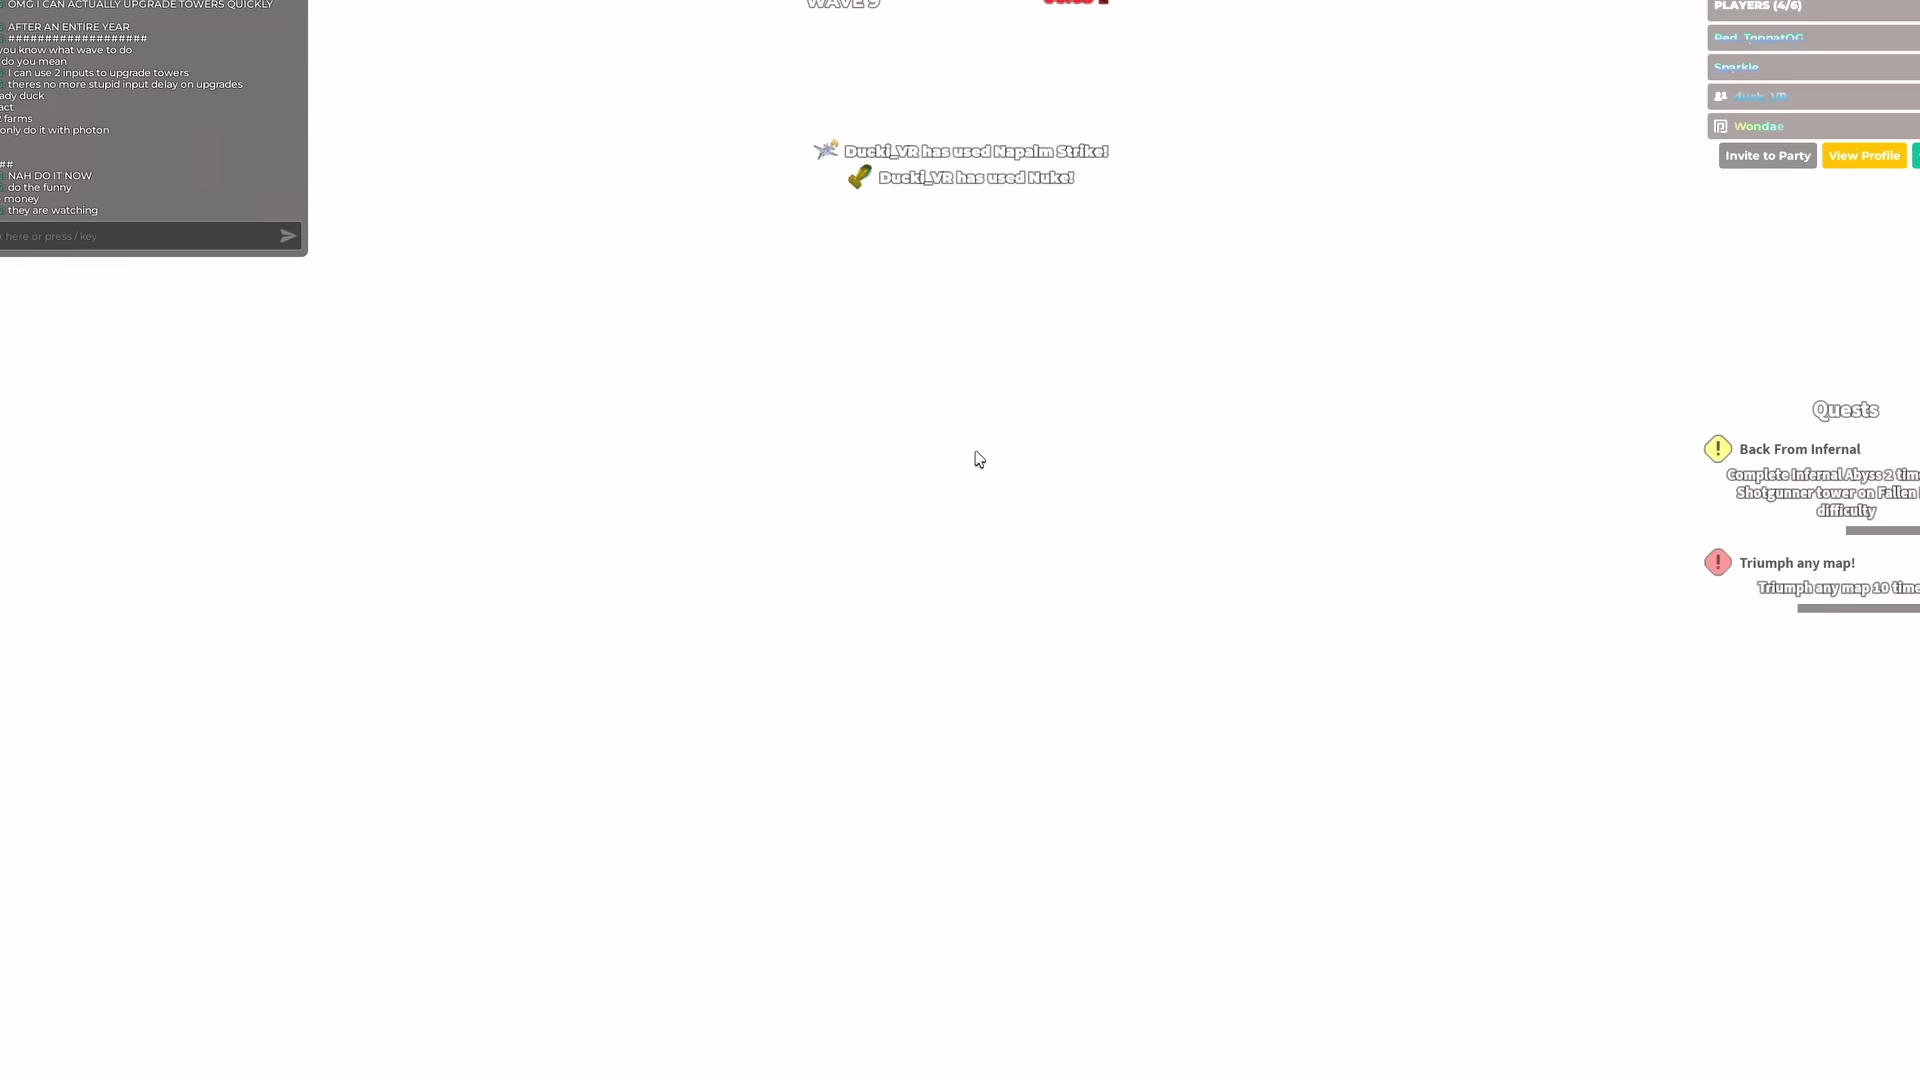 OMG I CAN ACTUALLY UPGRADE TOWERS QUICKLY
AFTER AN ENTIRE YEAR
###################
you know what wave to do
do you mean
I can use 2 inputs to upgrade towers
theres no more stupid input delay on upgrades
ady duck
act
farms
only do it with photon
##
NAH DO IT NOW
do the funny
money
they are watching
here or press / key
WAVE 9
Ducki_VR has used Napalm Strike!
Ducki_VR has used Nuke!
PLAYERS (4/6)
Red_ToppatOG
Sparkle
duck_VR
Wondae
Invite to Party
View Profile
Quests
Back From Infernal
Complete Infernal Abyss 2 tim
Shotgunner tower on Fallen
difficulty
Triumph any map!
Triumph any map 10 time